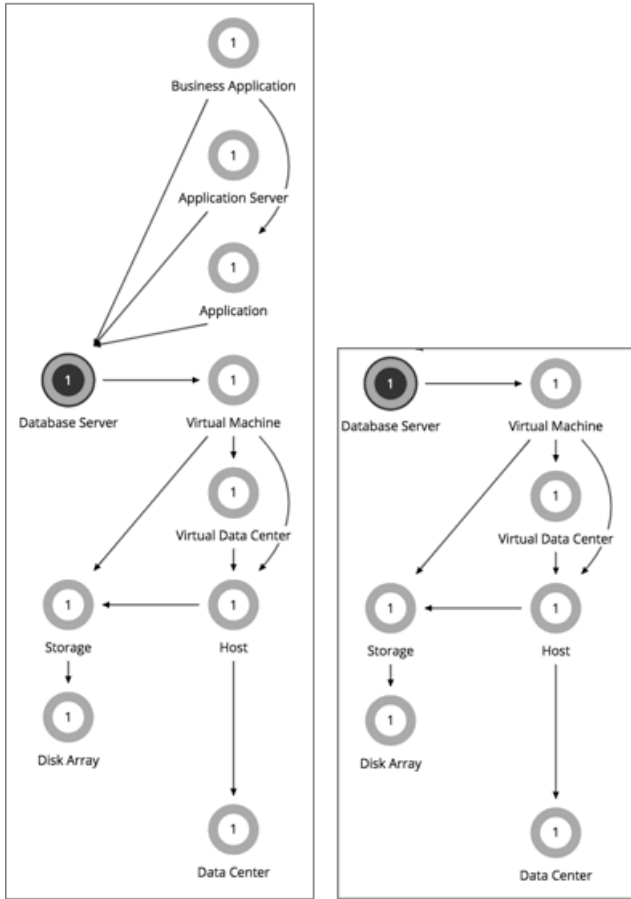 1
Business Application
1
Application Server
1
Application
1
1
Database Server
Virtual Machine
1
Virtual Data Center
1
1
Storage
Host
1
Disk Array
1
Data Center
1
1
Database Server
Virtual Machine
1
Virtual Data Center
1
1
Storage
Host
1
Disk Array
1
Data Center